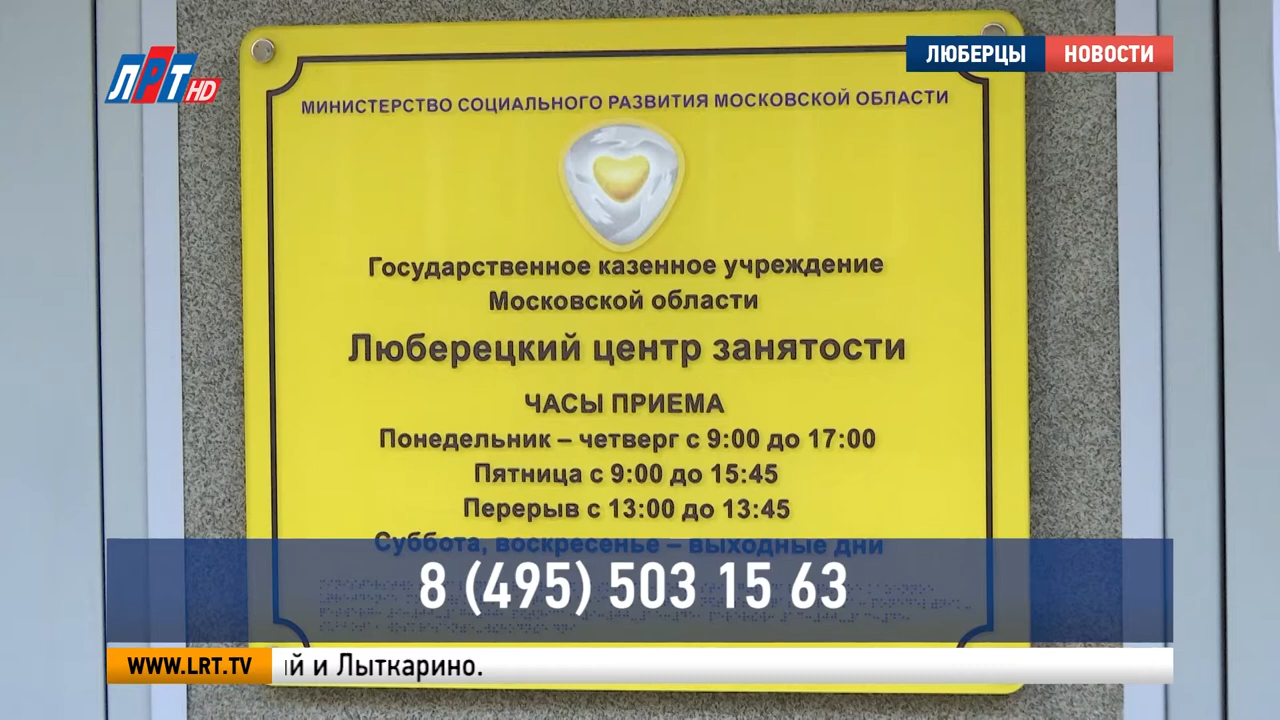 ЛРТ HD
ЛЮБЕРЦЫ НОВОСТИ
МИНИСТЕРСТВО СОЦИАЛЬНОГО РАЗВИТИЯ МОСКОВСКОЙ ОБЛАСТИ
Государственное казенное учреждение
Московской области
Люберецкий центр занятости
ЧАСЫ ПРИЕМА
Понедельник – четверг с 9:00 до 17:00
Пятница с 9:00 до 15:45
Перерыв с 13:00 до 13:45
Суббота, воскресенье – выходные дни
8 (495) 503 15 63
WWW.LRT.TV ий и Лыткарино.